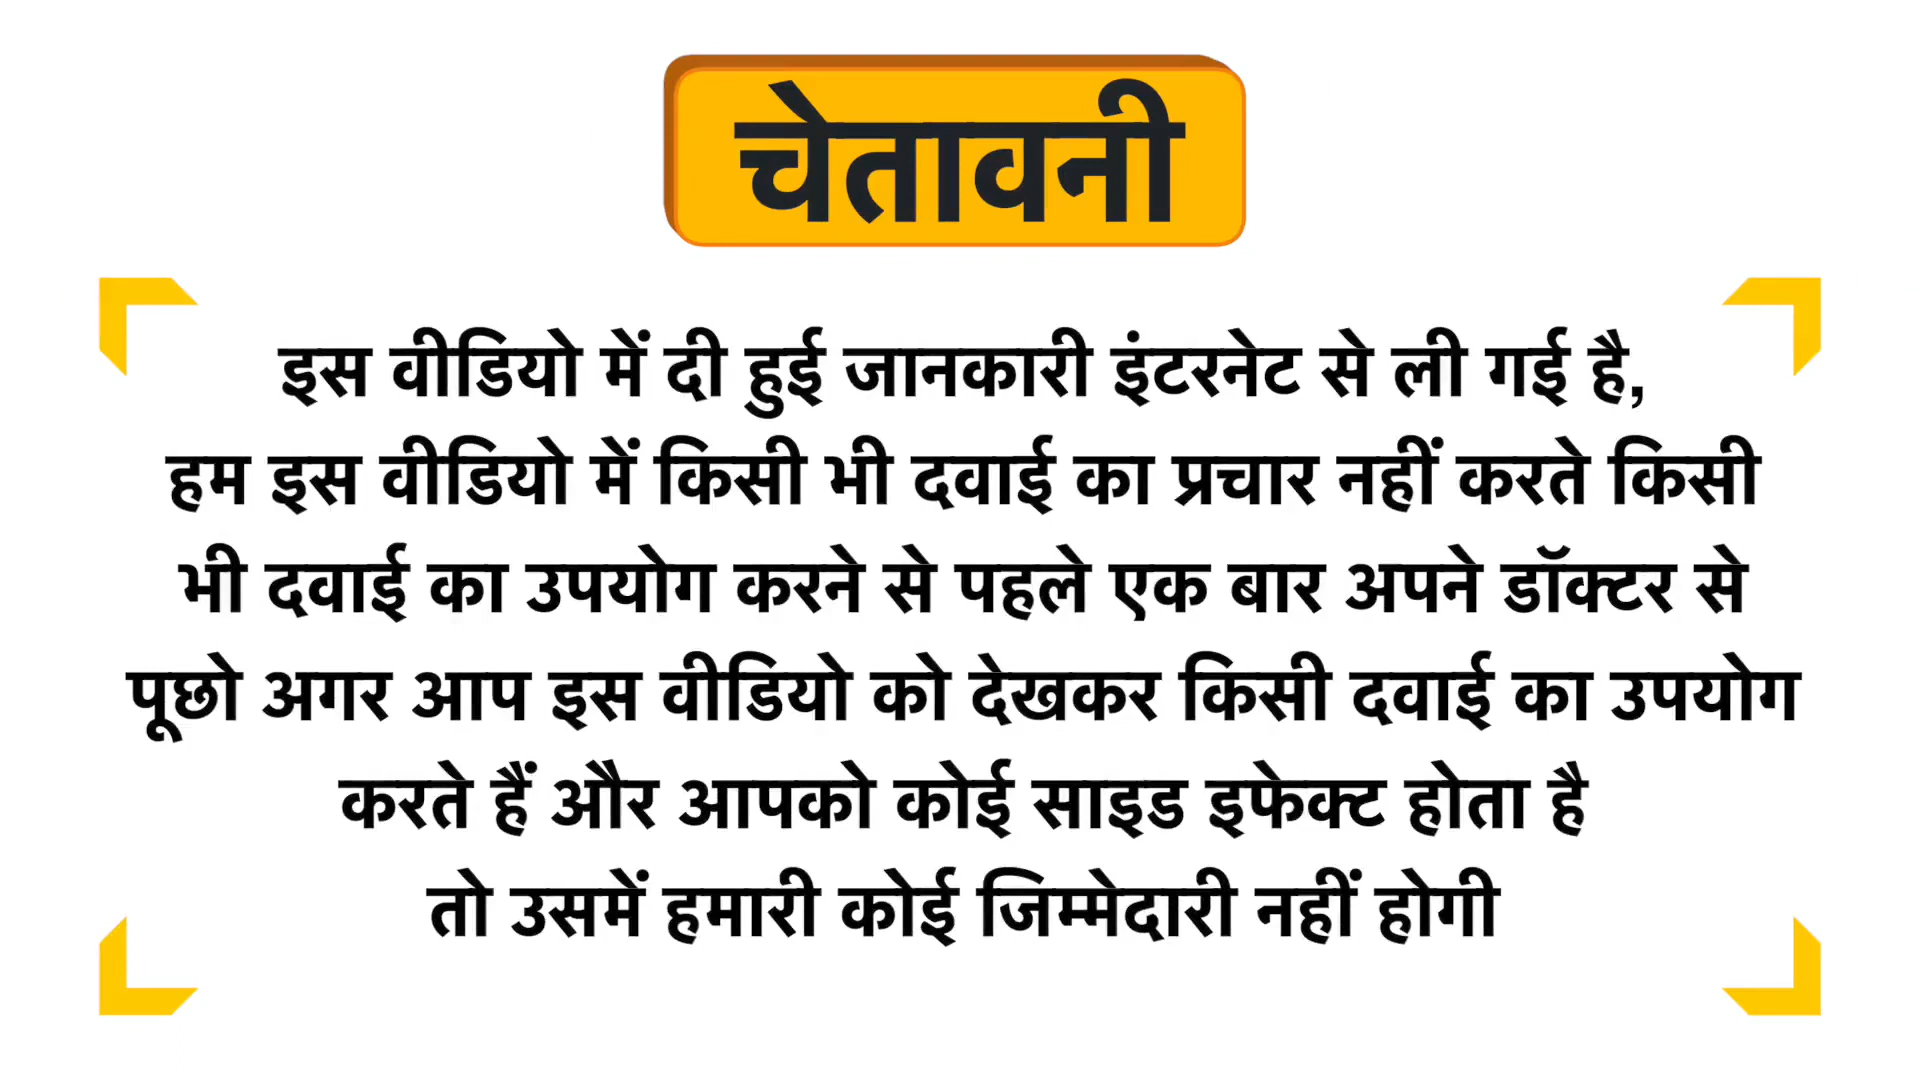 चेतावनी
इस वीडियो में दी हुई जानकारी इंटरनेट से ली गई है,
हम इस वीडियो में किसी भी दवाई का प्रचार नहीं करते किसी
भी दवाई का उपयोग करने से पहले एक बार अपने डॉक्टर से
पूछो अगर आप इस वीडियो को देखकर किसी दवाई का उपयोग
करते हैं और आपको कोई साइड इफेक्ट होता है
तो उसमें हमारी कोई जिम्मेदारी नहीं होगी